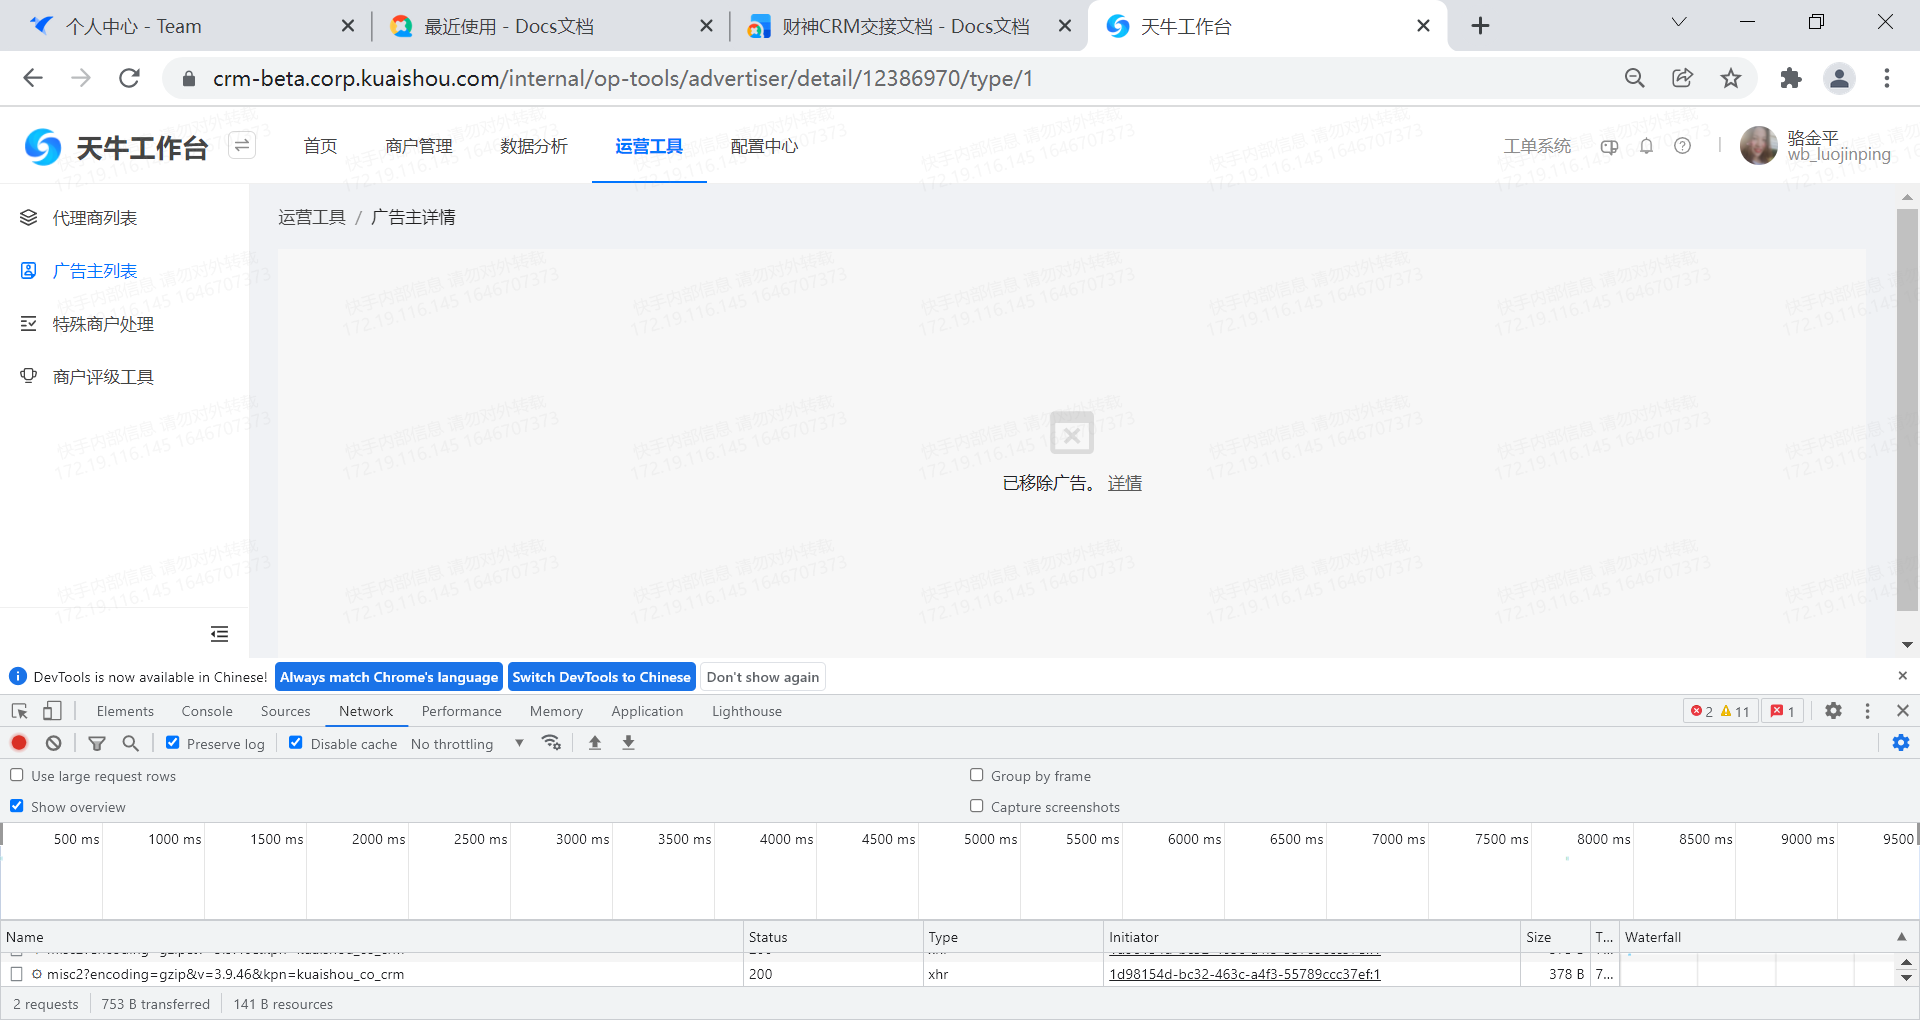 个人中心 - Team
最近使用 - Docs文档
财神CRM交接文档 - Docs文档
天牛工作台
crm-beta.corp.kuaishou.com/internal/op-tools/advertiser/detail/12386970/type/1
天牛工作台
首页
商户管理
数据分析
运营工具
配置中心
工单系统
骆金平
wb_luojinping
代理商列表
广告主列表
特殊商户处理
商户评级工具
运营工具 / 广告主详情
快手内部信息 请勿对外转载
172.19.116.145 1646707373
已移除广告。 详情
DevTools is now available in Chinese!
Always match Chrome's language
Switch DevTools to Chinese
Don't show again
Elements
Console
Sources
Network
Performance
Memory
Application
Lighthouse
2
11
1
Preserve log
Disable cache
No throttling
Use large request rows
Group by frame
Show overview
Capture screenshots
500 ms
1000 ms
1500 ms
2000 ms
2500 ms
3000 ms
3500 ms
4000 ms
4500 ms
5000 ms
5500 ms
6000 ms
6500 ms
7000 ms
7500 ms
8000 ms
8500 ms
9000 ms
9500
Name
Status
Type
Initiator
Size
T...
Waterfall
misc2?encoding=gzip&v=3.9.46&kpn=kuaishou_co_crm
200
xhr
1d98154d-bc32-463c-a4f3-55789ccc37ef:1
378 B
7...
2 requests
753 B transferred
141 B resources